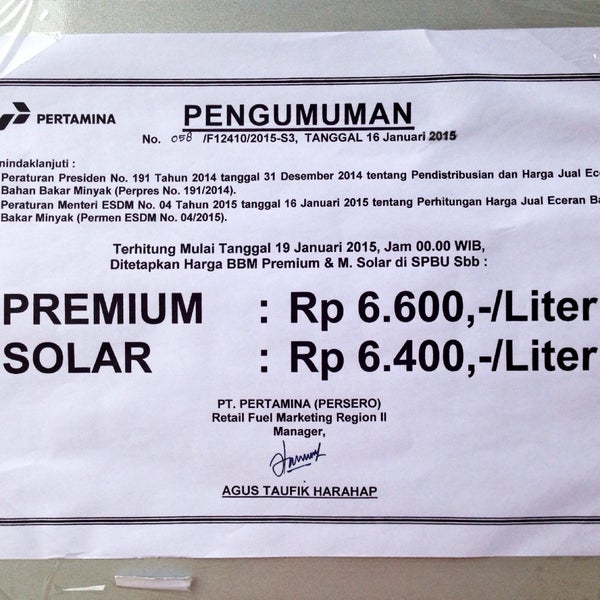 PERTAMINA
PENGUMUMAN
No. 058 /F12410/2015-S3, TANGGAL 16 Januari 2015
nindaklanjuti :
Peraturan Presiden No. 191 Tahun 2014 tanggal 31 Desember 2014 tentang Pendistribusian dan Harga Jual Ece
Bahan Bakar Minyak (Perpres No. 191/2014).
Peraturan Menteri ESDM No. 04 Tahun 2015 tanggal 16 Januari 2015 tentang Perhitungan Harga Jual Eceran Ba
Bakar Minyak (Permen ESDM No. 04/2015).
Terhitung Mulai Tanggal 19 Januari 2015, Jam 00.00 WIB,
Ditetapkan Harga BBM Premium & M. Solar di SPBU Sbb :
PREMIUM : Rp 6.600,-/Liter
SOLAR : Rp 6.400,-/Liter
PT. PERTAMINA (PERSERO)
Retail Fuel Marketing Region II
Manager,
AGUS TAUFIK HARAHAP